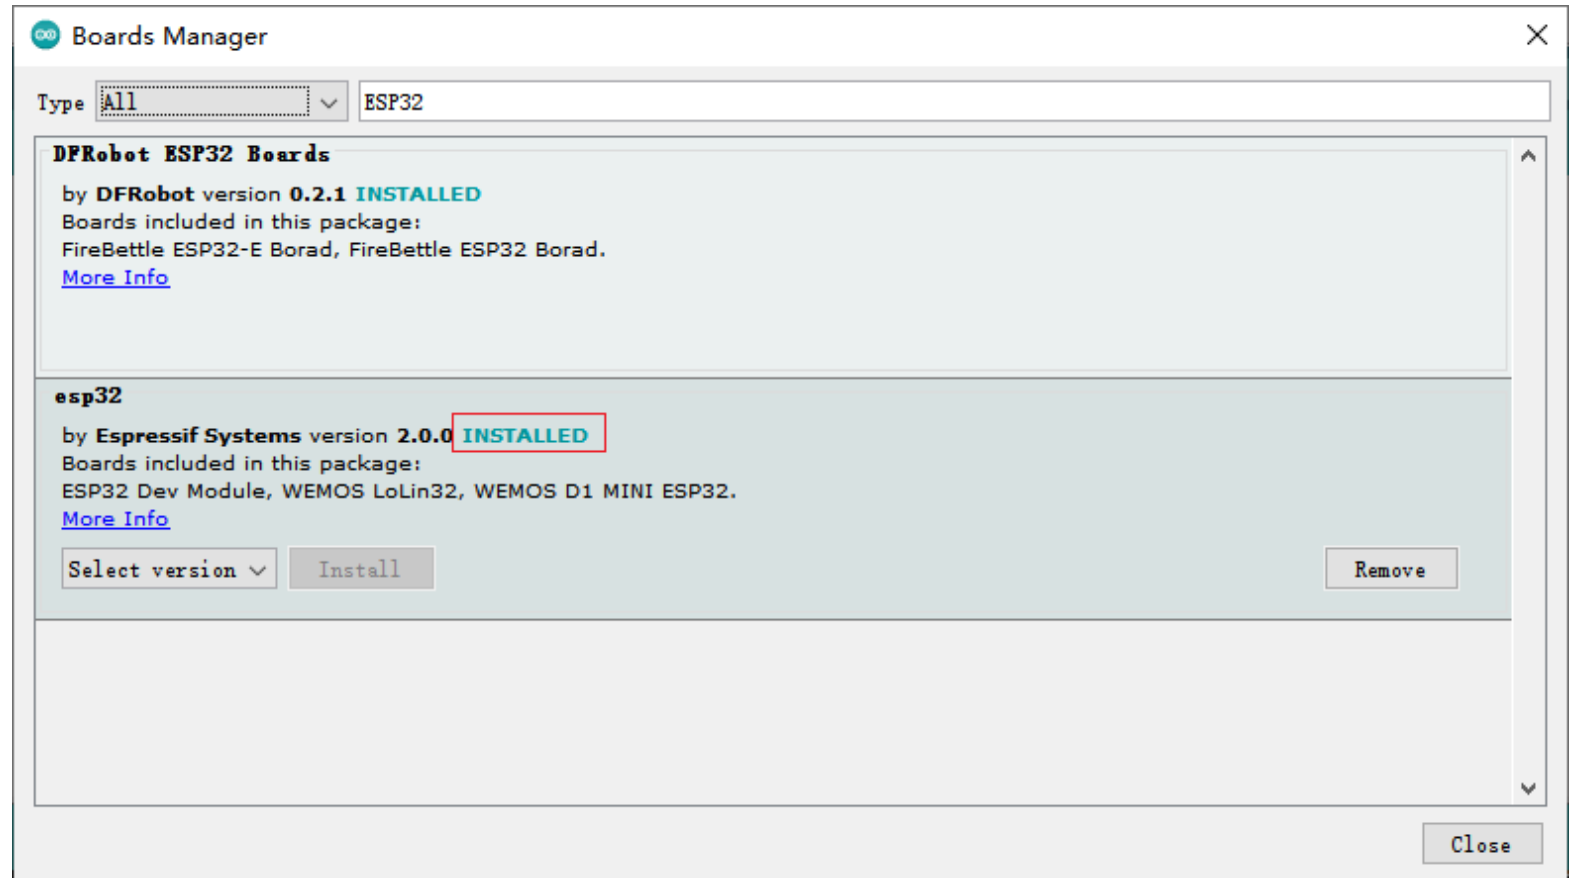 Boards Manager
Type All ESP32
DFRobot ESP32 Boards
by DFRobot version 0.2.1 INSTALLED
Boards included in this package:
FireBettle ESP32-E Borad, FireBettle ESP32 Borad.
More Info
esp32
by Espressif Systems version 2.0.0 INSTALLED
Boards included in this package:
ESP32 Dev Module, WEMOS LoLin32, WEMOS D1 MINI ESP32.
More Info
Select version Install Remove
Close